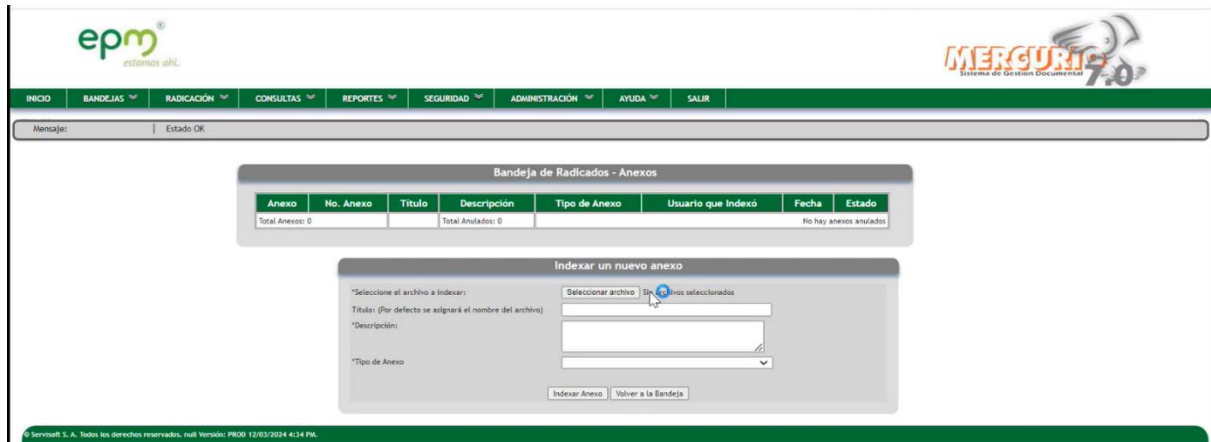 epm®
estamos ahí.
MERCURIO 7.0
Sistema de Gestión Documental
INICIO BANDEJAS RADICACIÓN CONSULTAS REPORTES SEGURIDAD ADMINISTRACIÓN AYUDA SALIR
Mensaje: | Estado OK
Bandeja de Radicados - Anexos
Anexo No. Anexo Título Descripción Tipo de Anexo Usuario que Indexó Fecha Estado
Total Anexos: 0 Total Anulados: 0 No hay anexos anulados
Indexar un nuevo anexo
*Seleccione el archivo a indexar: Seleccionar archivo Sin archivos seleccionados
Título: (Por defecto se asignará el nombre del archivo)
*Descripción:
*Tipo de Anexo
Indexar Anexo Volver a la Bandeja
© Servisoft S. A. Todos los derechos reservados. null Versión: PROD 12/03/2024 4:34 PM.